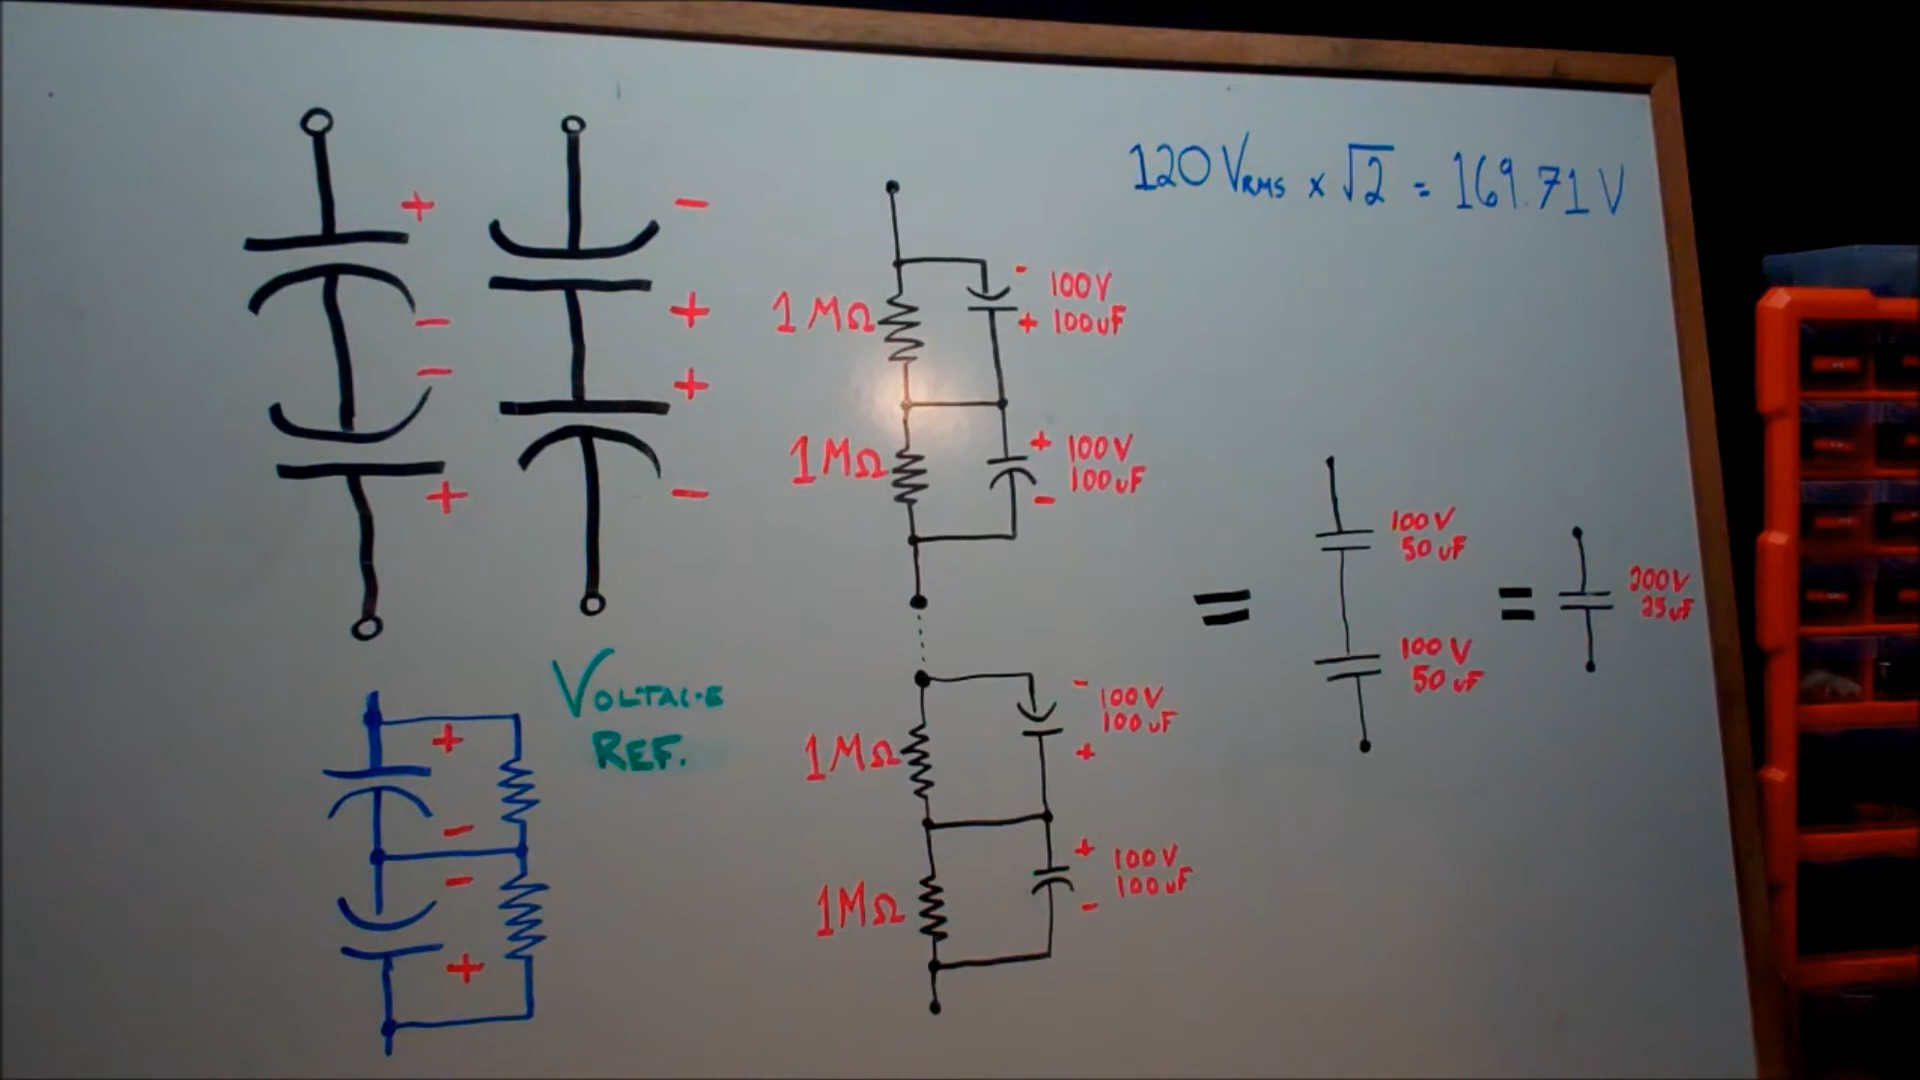 120 VRMS × √2 = 169.71 V
+
-
-
+
-
+
+
-
VOLTAGE
REF.
+
-
-
+
1 MΩ
- 100V
+ 100uF
1MΩ
+ 100V
100uF
-
1MΩ
- 100V
100uF
+
1MΩ
+ 100V
100uF
-
=
100V
50uF
100V
50uF
=
200V
25uF